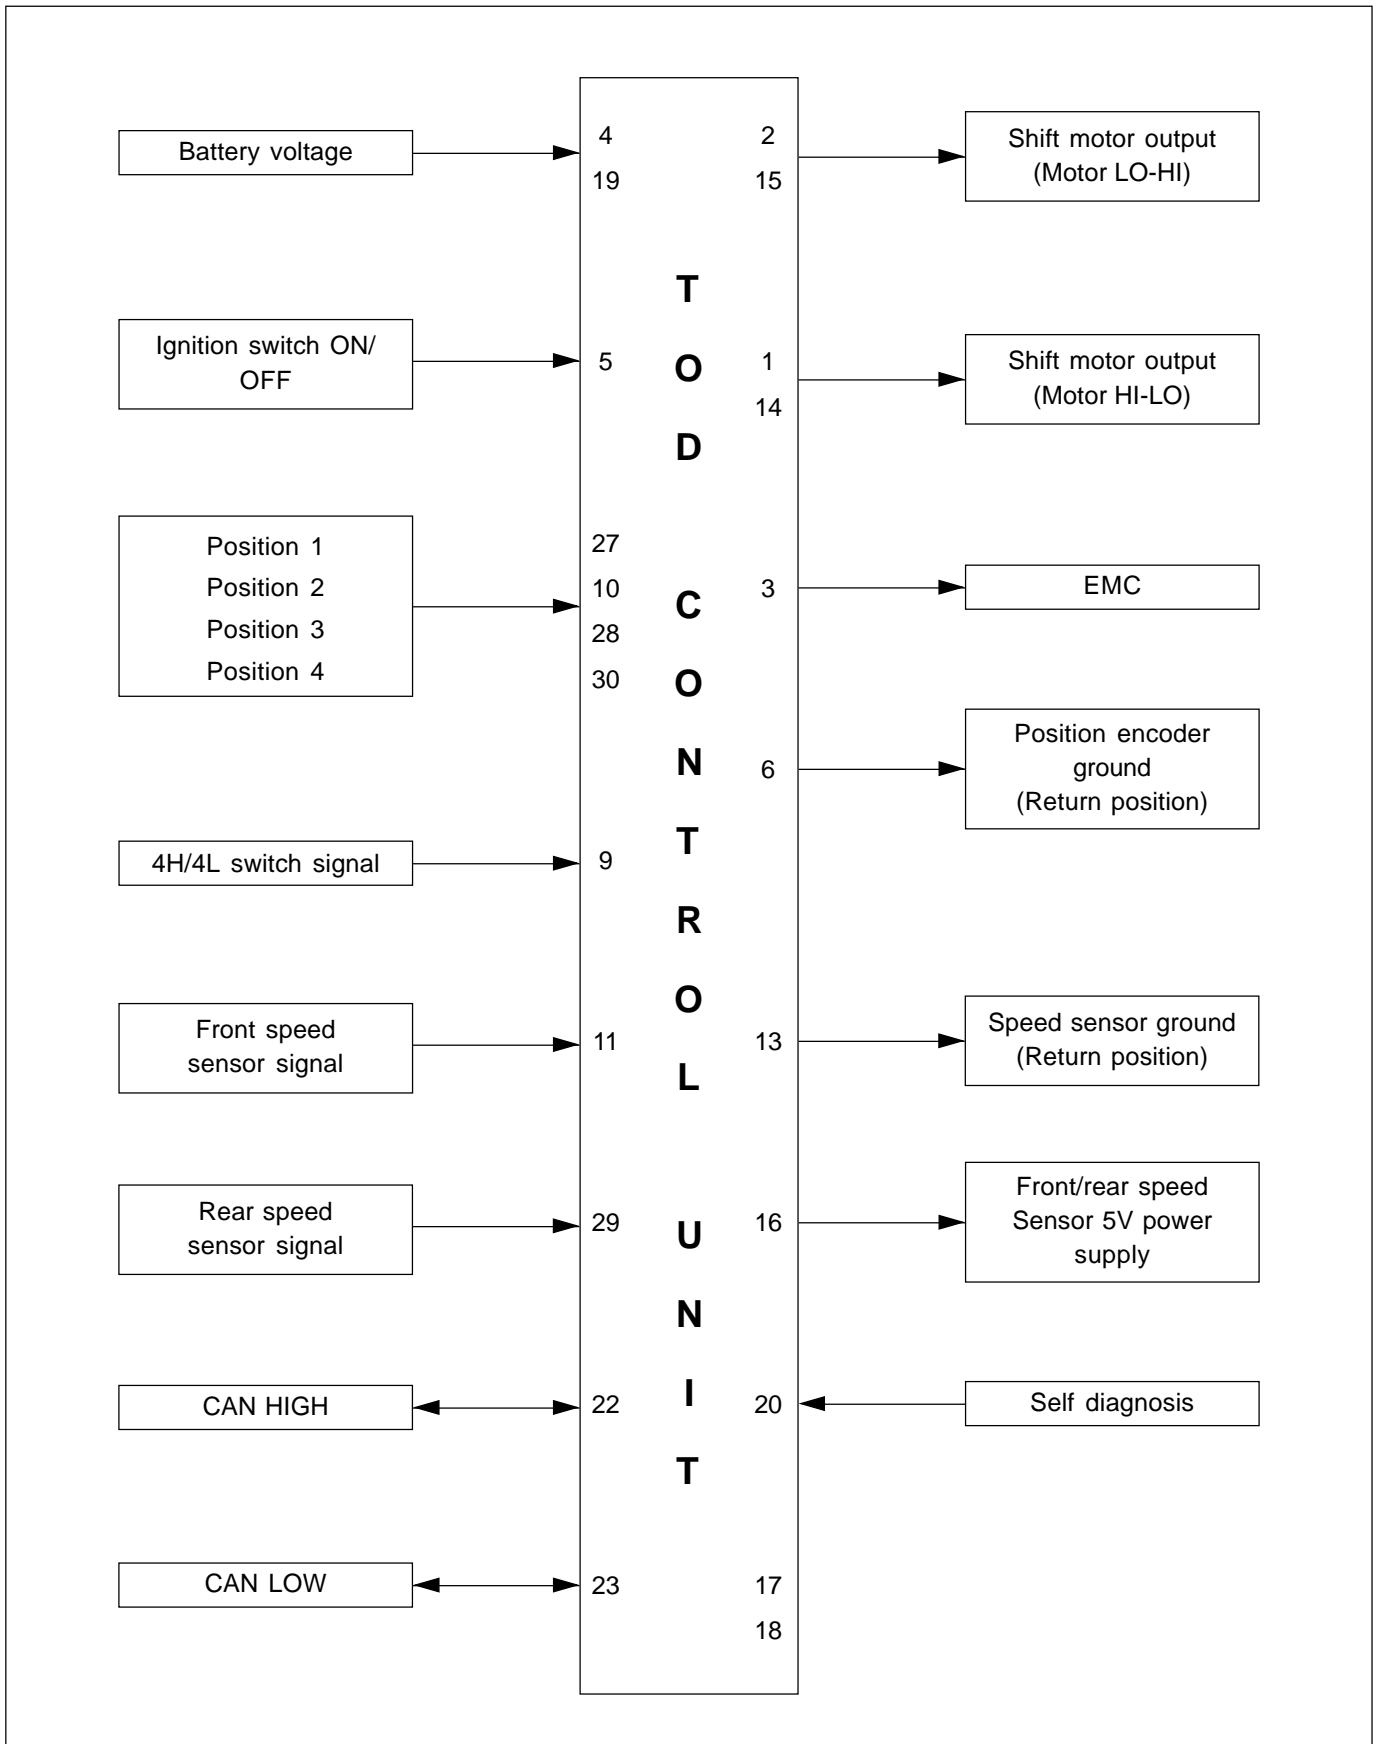 Battery voltage
4
19
2
15
Shift motor output
(Motor LO-HI)
Ignition switch ON/
OFF
5
1
14
Shift motor output
(Motor HI-LO)
Position 1
Position 2
Position 3
Position 4
27
10
28
30
3
EMC
6
Position encoder
ground
(Return position)
4H/4L switch signal
9
Front speed
sensor signal
11
13
Speed sensor ground
(Return position)
Rear speed
sensor signal
29
16
Front/rear speed
Sensor 5V power
supply
CAN HIGH
22
20
Self diagnosis
CAN LOW
23
17
18
TOD CONTROL UNIT